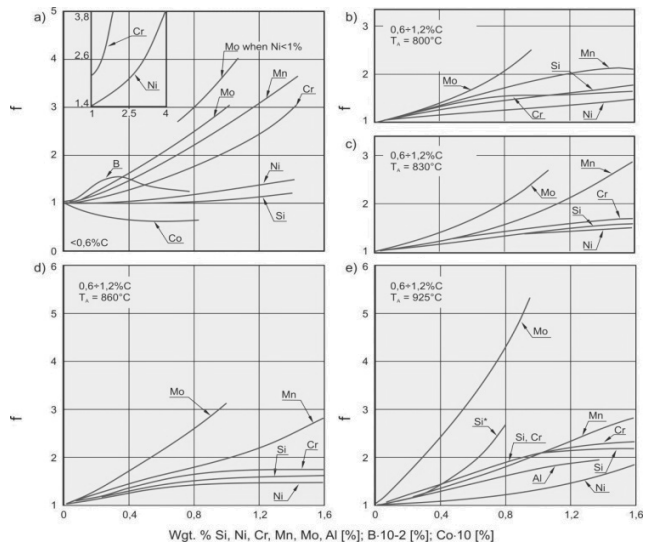 a)
3,8
2.6
1.4
1
2.5
4
Cr
Ni
Mo when Ni<1%
Mn
Mo
Cr
B
Ni
Si
Co
<0,6%C
f
5
4
3
2
1
0
b)
0,6÷1,2%C
TA = 800°C
Mn
Si
Mo
Cr
Ni
f
3
2
1
c)
0,6÷1,2%C
TA = 830°C
Mn
Mo
Cr
Si
Ni
f
3
2
1
d)
0,6÷1,2%C
TA = 860°C
Mo
Mn
Si
Cr
Ni
f
6
5
4
3
2
1
0 0,4 0,8 1,2 1,6
e)
0,6÷1,2%C
TA = 925°C
Mo
Si*
Si, Cr
Mn
Cr
Al
Si
Ni
f
6
5
4
3
2
1
0 0,4 0,8 1,2 1,6
Wgt. % Si, Ni, Cr, Mn, Mo, Al [%]; B·10-2 [%]; Co·10 [%]